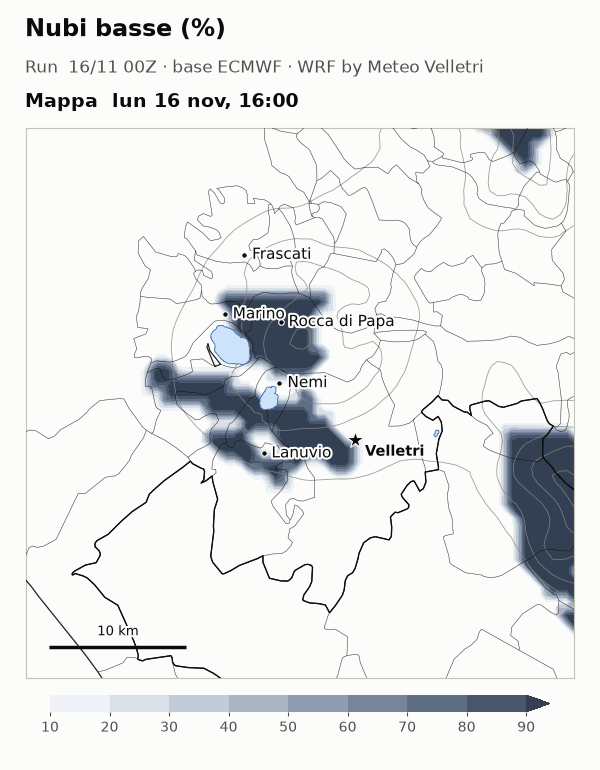 Nubi basse (%)
Run  16/11 00Z · base ECMWF · WRF by Meteo Velletri
Mappa  lun 16 nov, 16:00
Frascati
Marino
Rocca di Papa
Nemi
Velletri
Lanuvio
10 km
10 20 30 40 50 60 70 80 90